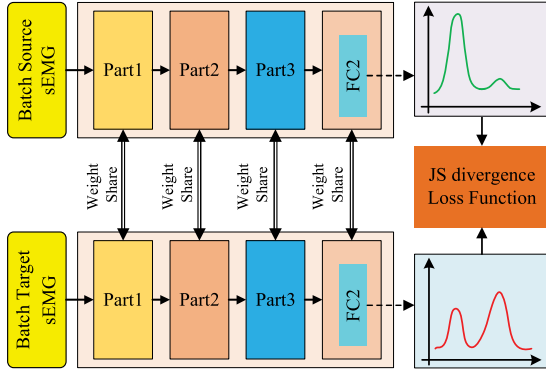 Batch Source
sEMG
Part1
Part2
Part3
FC2
Weight
Share
Weight
Share
Weight
Share
Weight
Share
JS divergence
Loss Function
Batch Target
sEMG
Part1
Part2
Part3
FC2